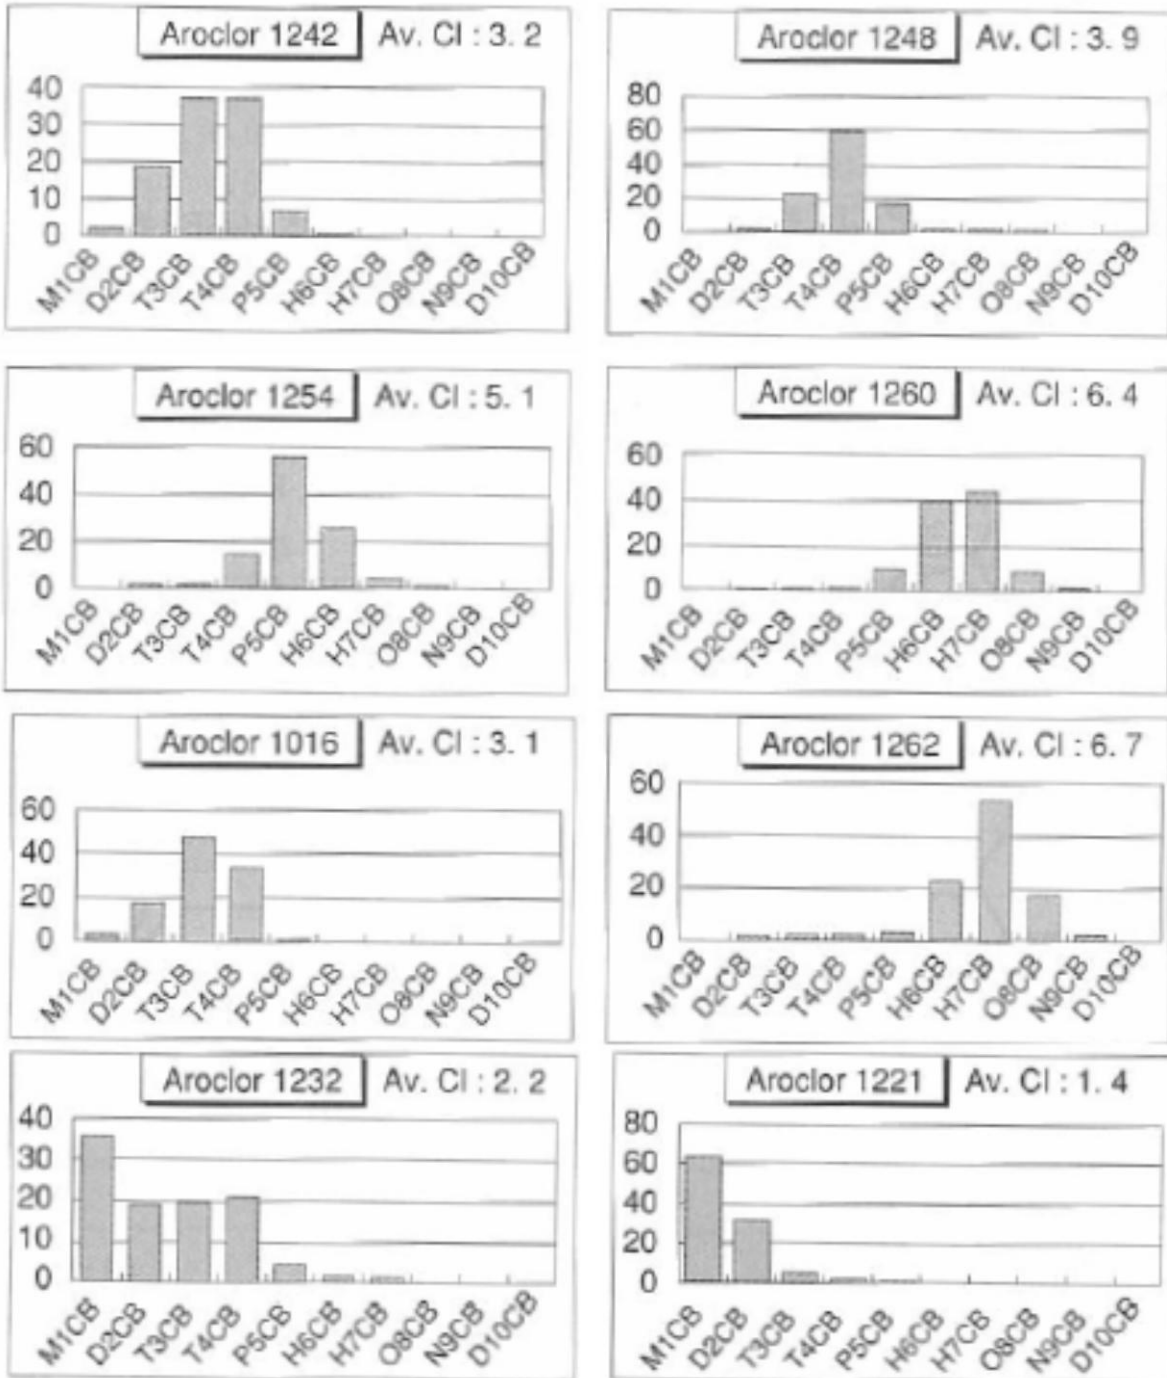 Aroclor 1242 Av. Cl : 3. 2
40
30
20
10
0
M1CB D2CB T3CB T4CB P5CB H6CB H7CB O8CB N9CB D10CB
Aroclor 1248 Av. Cl : 3. 9
80
60
40
20
0
M1CB D2CB T3CB T4CB P5CB H6CB H7CB O8CB N9CB D10CB
Aroclor 1254 Av. Cl : 5. 1
60
40
20
0
M1CB D2CB T3CB T4CB P5CB H6CB H7CB O8CB N9CB D10CB
Aroclor 1260 Av. Cl : 6. 4
60
40
20
0
M1CB D2CB T3CB T4CB P5CB H6CB H7CB O8CB N9CB D10CB
Aroclor 1016 Av. Cl : 3. 1
60
40
20
0
M1CB D2CB T3CB T4CB P5CB H6CB H7CB O8CB N9CB D10CB
Aroclor 1262 Av. Cl : 6. 7
60
40
20
0
M1CB D2CB T3CB T4CB P5CB H6CB H7CB O8CB N9CB D10CB
Aroclor 1232 Av. Cl : 2. 2
40
30
20
10
0
M1CB D2CB T3CB T4CB P5CB H6CB H7CB O8CB N9CB D10CB
Aroclor 1221 Av. Cl : 1. 4
80
60
40
20
0
M1CB D2CB T3CB T4CB P5CB H6CB H7CB O8CB N9CB D10CB